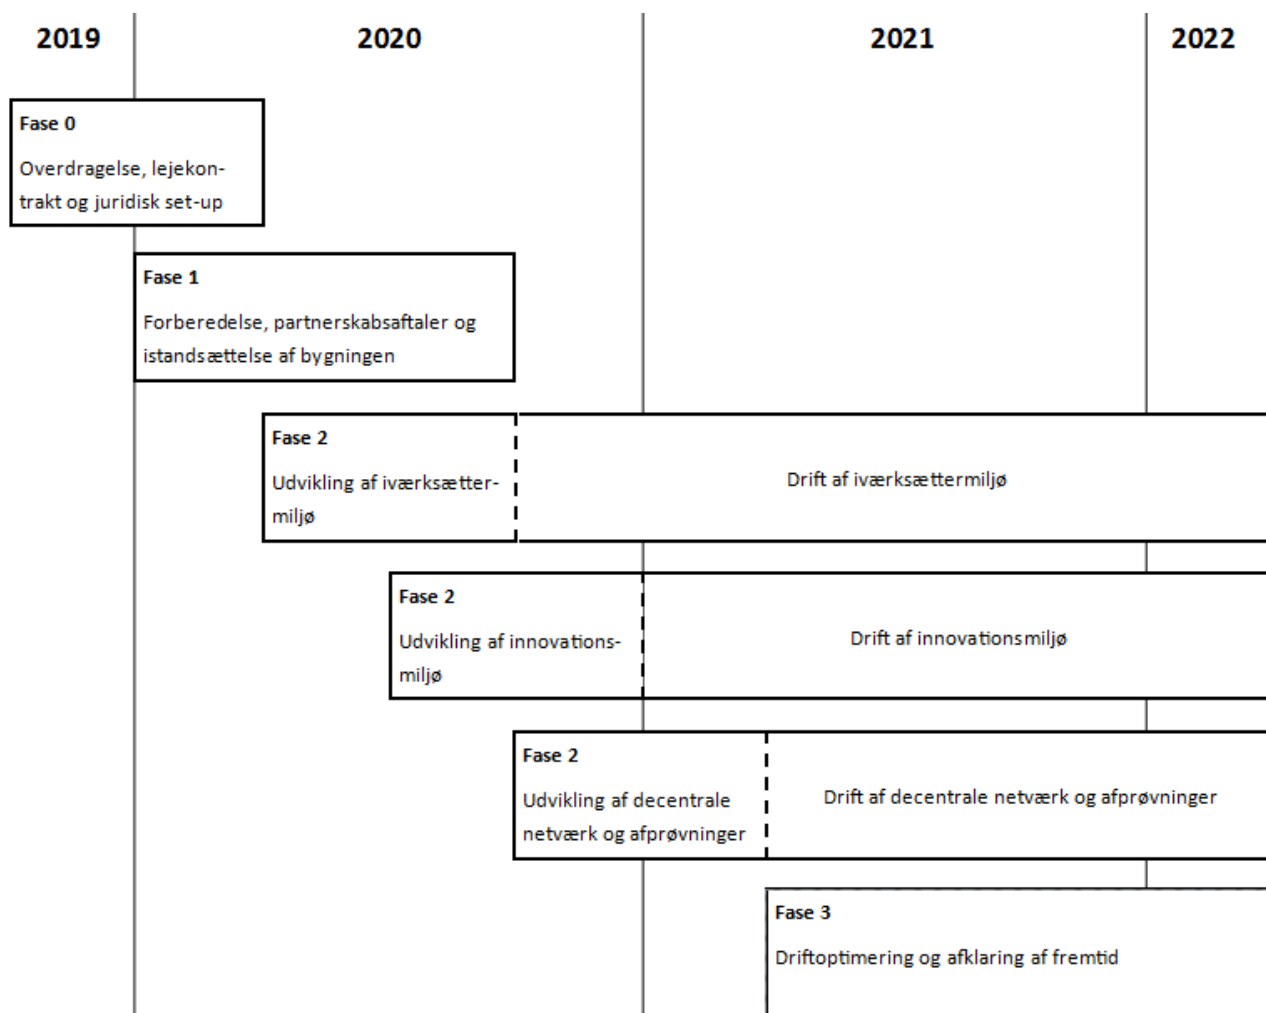 2019
2020
2021
2022
Fase 0
Overdragelse, lejekon-
trakt og juridisk set-up
Fase 1
Forberedelse, partnerskabsaftaler og
istandsættelse af bygningen
Fase 2
Udvikling af iværksætter-
miljø
Drift af iværksættermiljø
Fase 2
Udvikling af innovations-
miljø
Drift af innovationsmiljø
Fase 2
Udvikling af decentrale
netværk og afprøvninger
Drift af decentrale netværk og afprøvninger
Fase 3
Driftoptimering og afklaring af fremtid